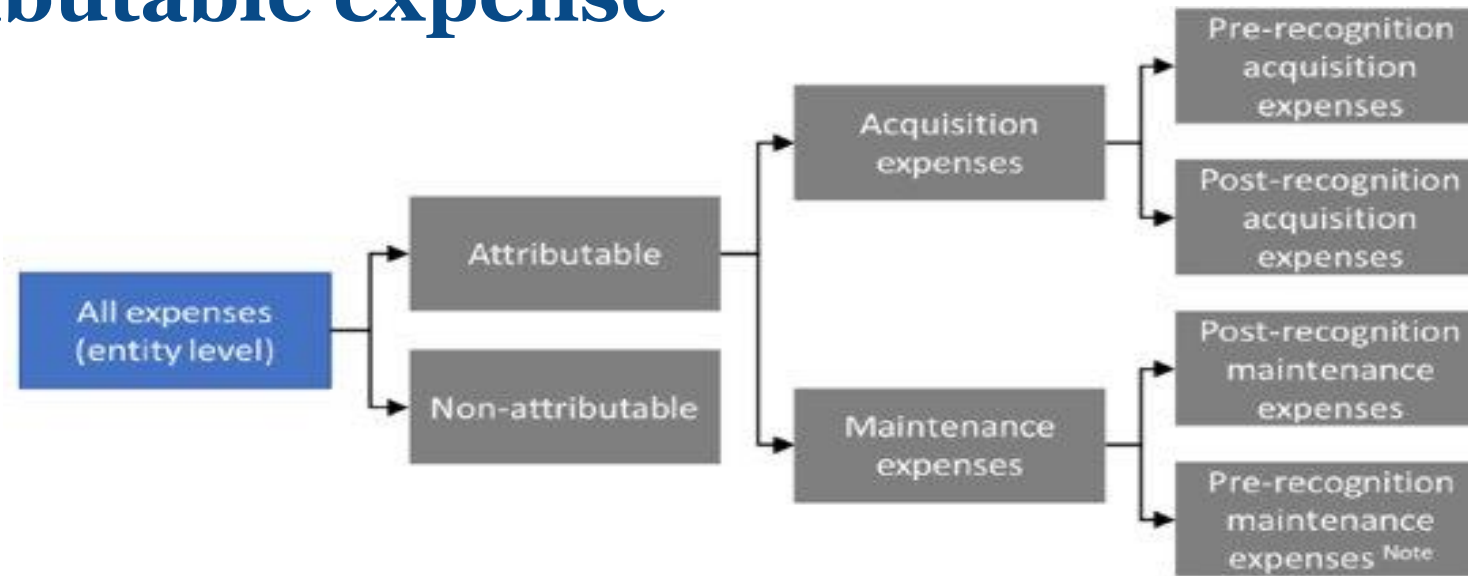 butable expense
All expenses
(entity level)
Attributable
Non-attributable
Acquisition
expenses
Maintenance
expenses
Pre-recognition
acquisition
expenses
Post-recognition
acquisition
expenses
Post-recognition
maintenance
expenses
Pre-recognition
maintenance
expenses Note